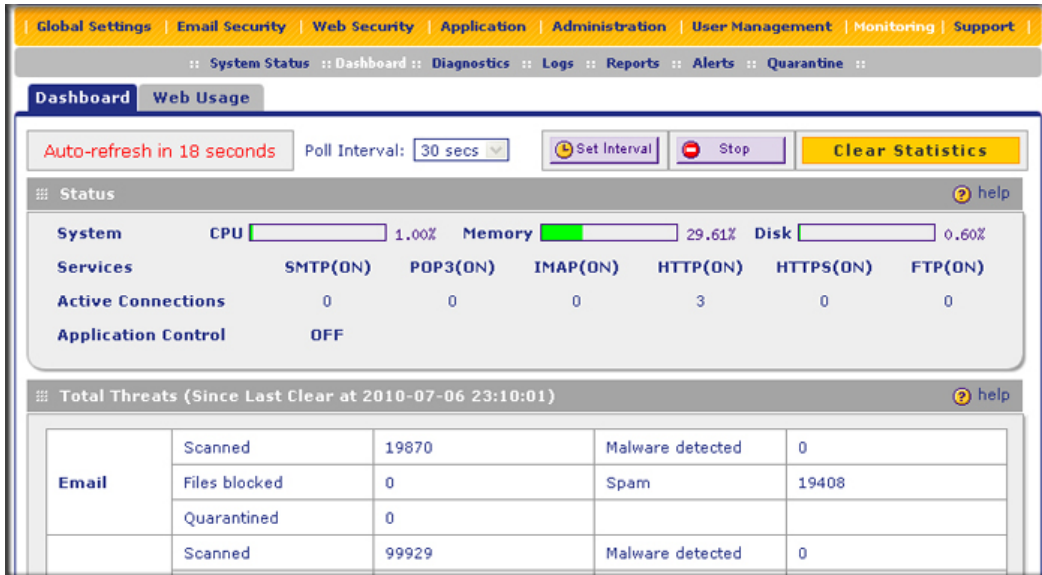 | Global Settings | Email Security | Web Security | Application | Administration | User Management | Monitoring | Support |
:: System Status :: Dashboard :: Diagnostics :: Logs :: Reports :: Alerts :: Quarantine ::
Dashboard Web Usage
Auto-refresh in 18 seconds Poll Interval: 30 secs Set Interval Stop Clear Statistics
Status ? help
System CPU 1.00% Memory 29.61% Disk 0.60%
Services SMTP(ON) POP3(ON) IMAP(ON) HTTP(ON) HTTPS(ON) FTP(ON)
Active Connections 0 0 0 3 0 0
Application Control OFF
Total Threats (Since Last Clear at 2010-07-06 23:10:01) ? help
Scanned 19870 Malware detected 0
Email Files blocked 0 Spam 19408
Quarantined 0
Scanned 99929 Malware detected 0